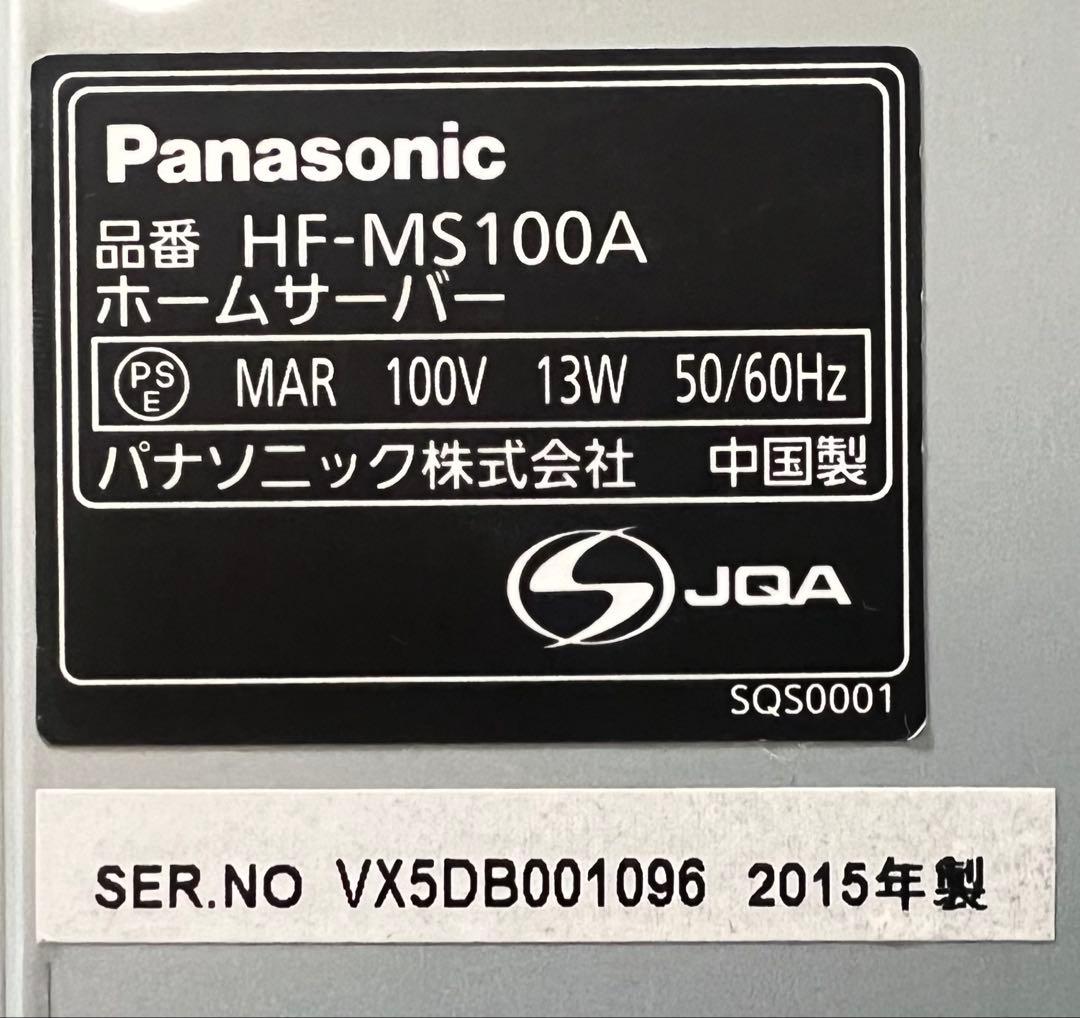 Panasonic
品番 HF-MS100A
ホームサーバー
PSE MAR 100V 13W 50/60Hz
パナソニック株式会社 中国製
JQA
SQS0001
SER.NO VX5DB001096 2015年製